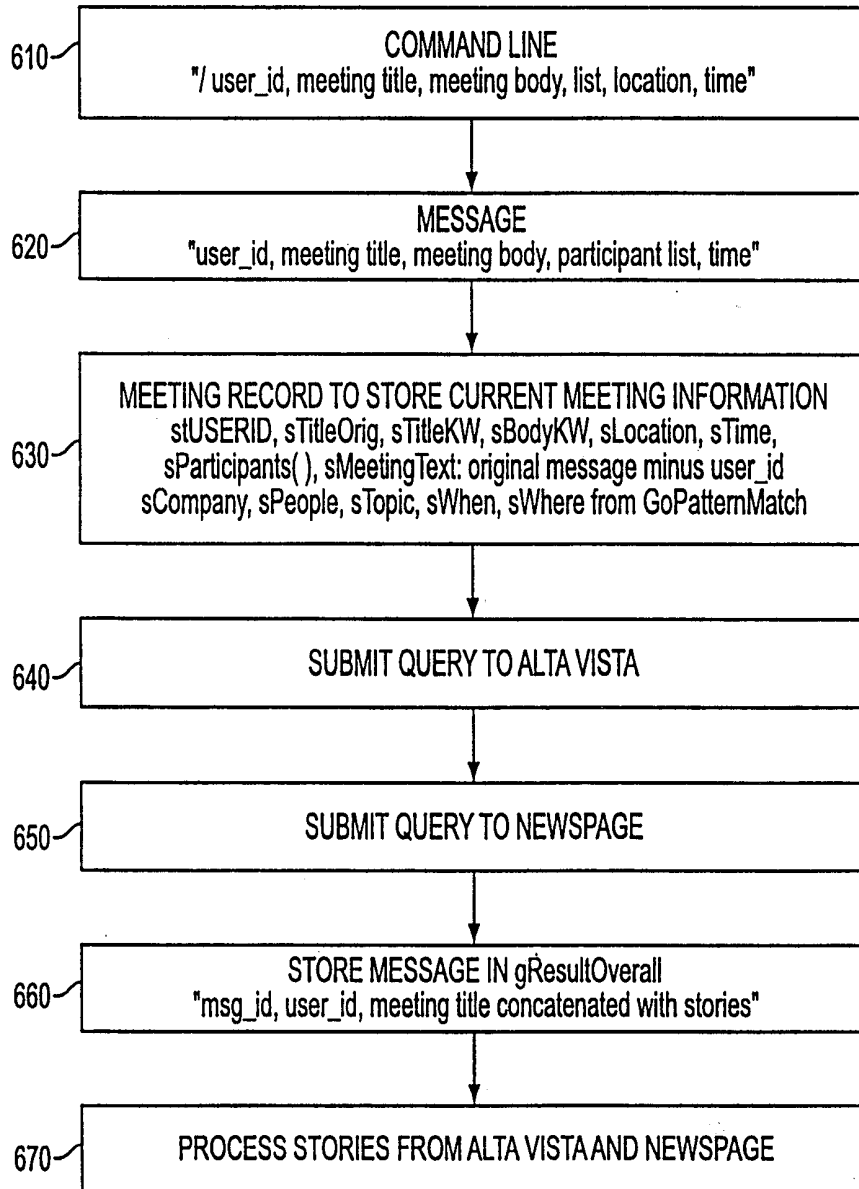 610
COMMAND LINE
"/ user_id, meeting title, meeting body, list, location, time"
620
MESSAGE
"user_id, meeting title, meeting body, participant list, time"
630
MEETING RECORD TO STORE CURRENT MEETING INFORMATION
stUSERID, sTitleOrig, sTitleKW, sBodyKW, sLocation, sTime,
sParticipants( ), sMeetingText: original message minus user_id
sCompany, sPeople, sTopic, sWhen, sWhere from GoPatternMatch
640
SUBMIT QUERY TO ALTA VISTA
650
SUBMIT QUERY TO NEWSPAGE
660
STORE MESSAGE IN gResultOverall
"msg_id, user_id, meeting title concatenated with stories"
670
PROCESS STORIES FROM ALTA VISTA AND NEWSPAGE